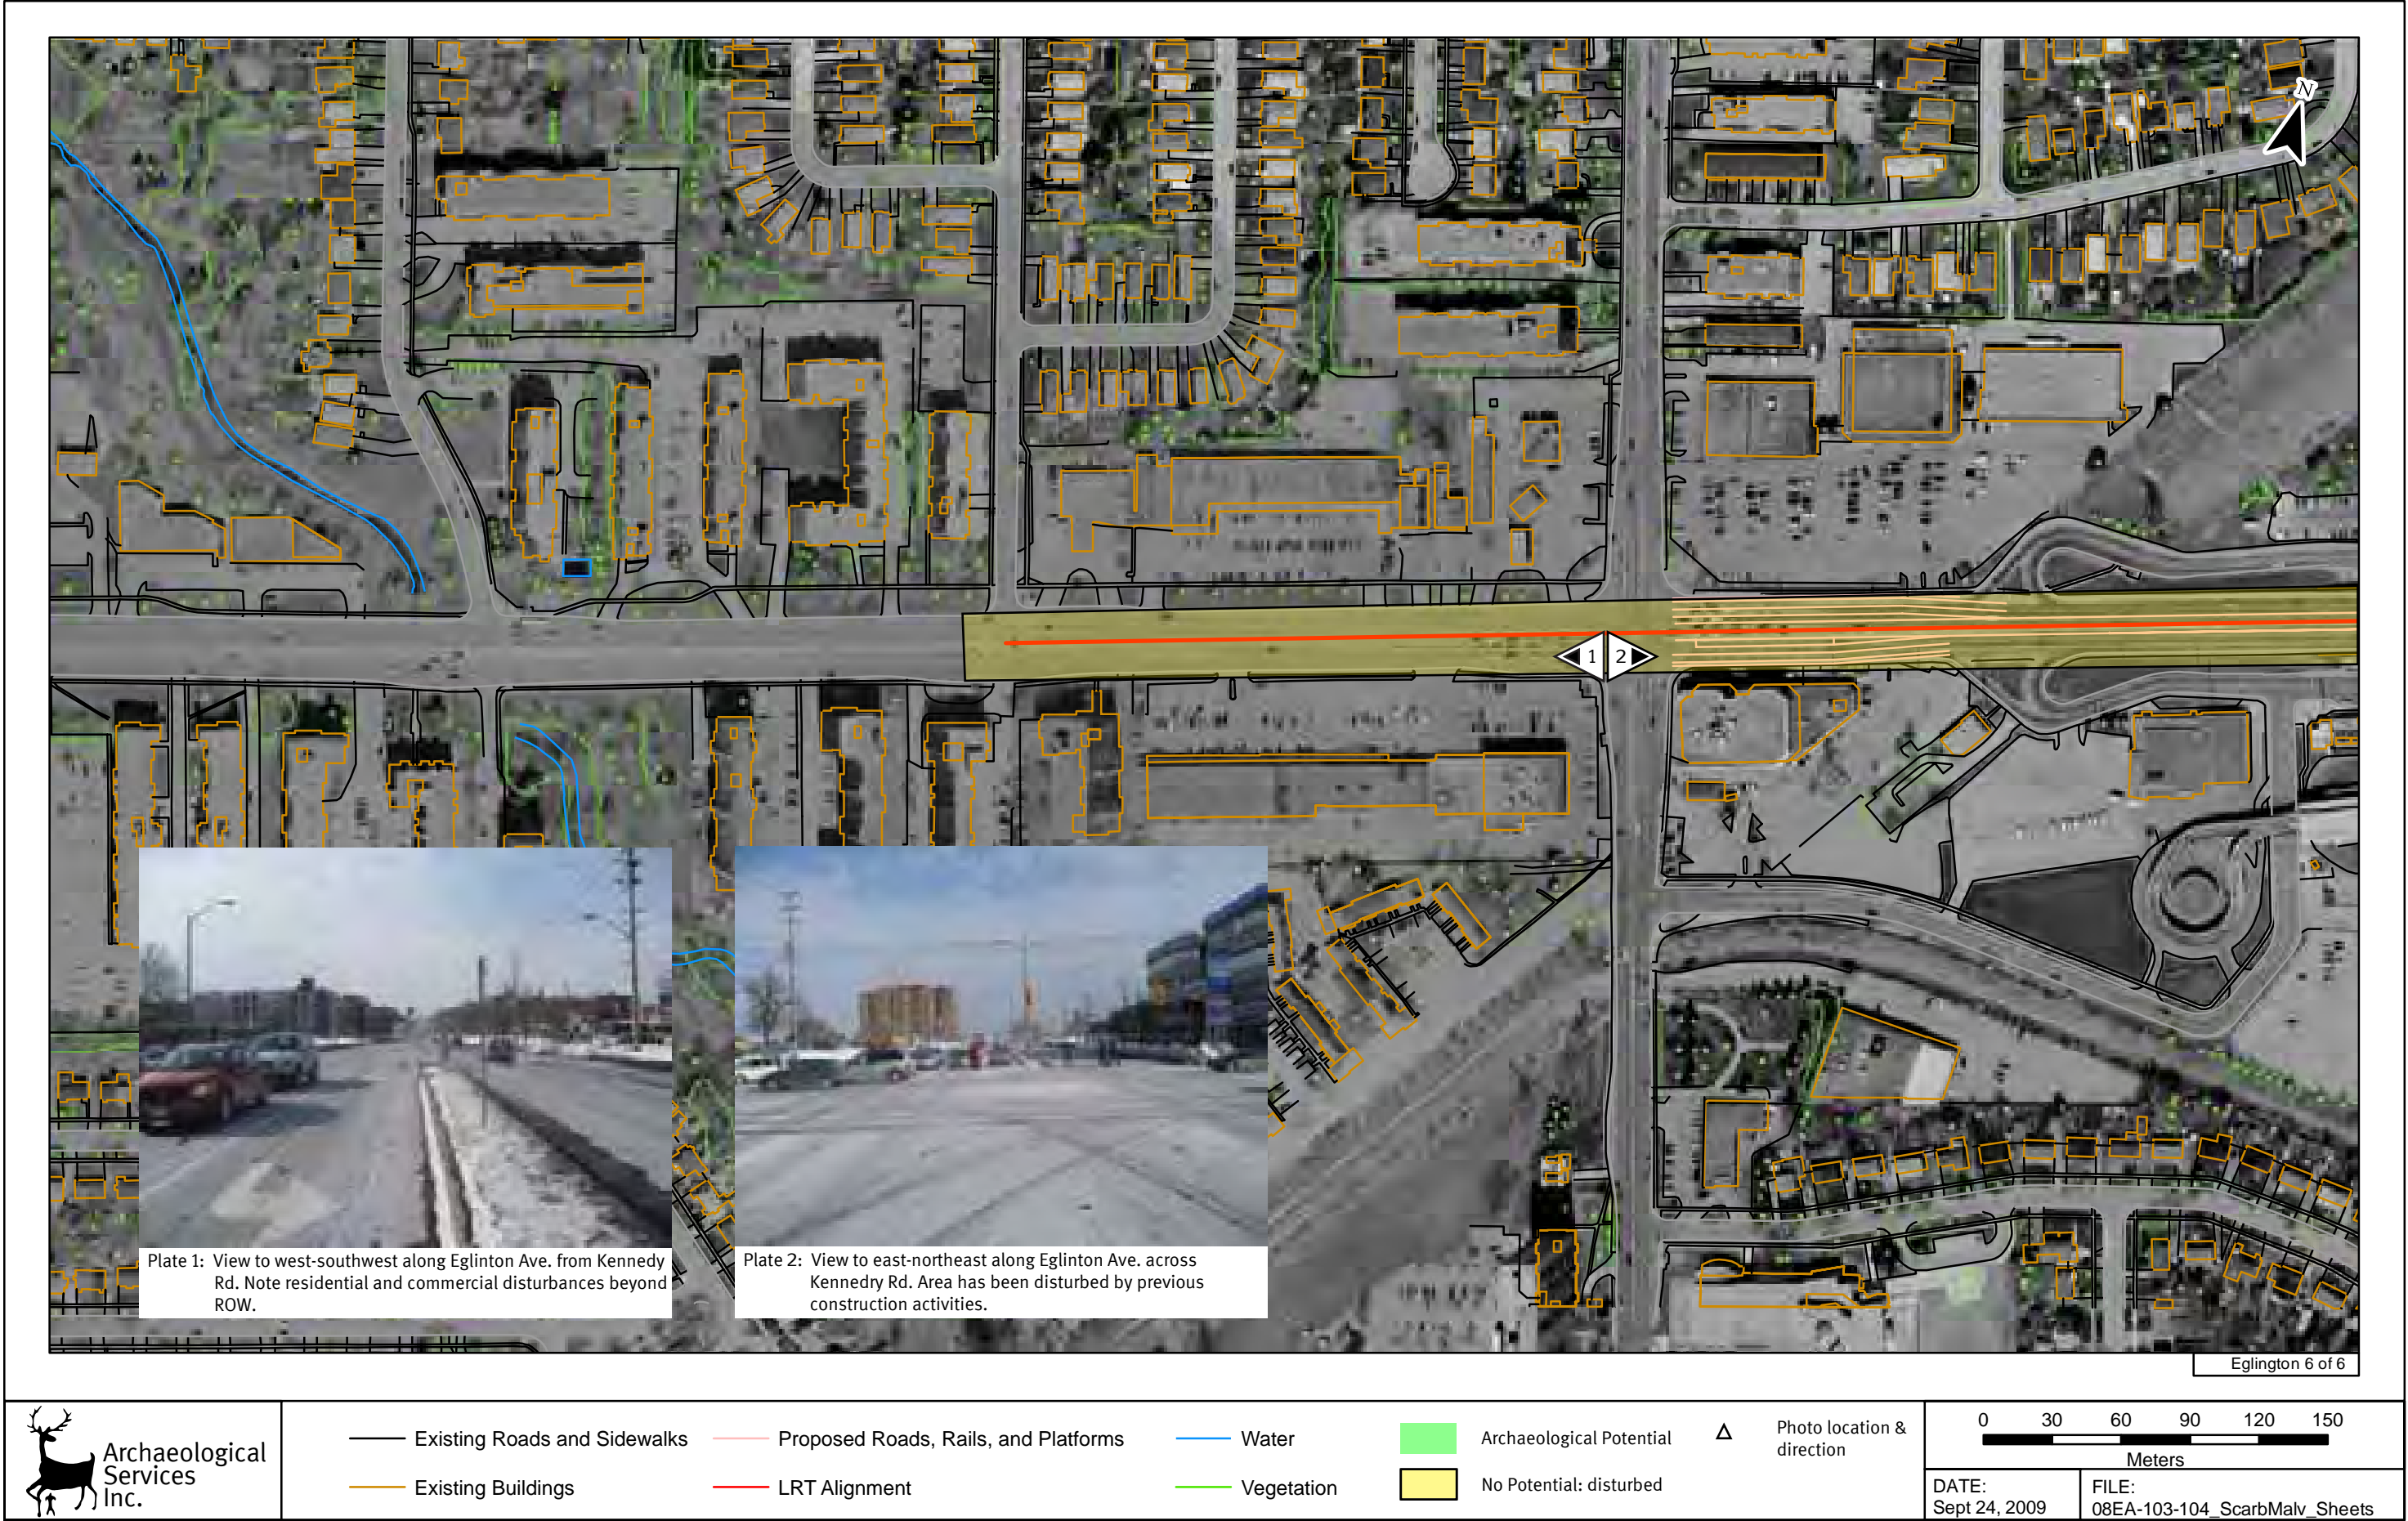 N
1 2
Plate 1: View to west-southwest along Eglinton Ave. from Kennedy
Rd. Note residential and commercial disturbances beyond
ROW.
Plate 2: View to east-northeast along Eglinton Ave. across
Kennedry Rd. Area has been disturbed by previous
construction activities.
Eglington 6 of 6
Archaeological
Services
Inc.
Existing Roads and Sidewalks
Existing Buildings
Proposed Roads, Rails, and Platforms
LRT Alignment
Water
Vegetation
Archaeological Potential
No Potential: disturbed
Photo location &
direction
0 30 60 90 120 150
Meters
DATE:
Sept 24, 2009
FILE:
08EA-103-104_ScarbMalv_Sheets